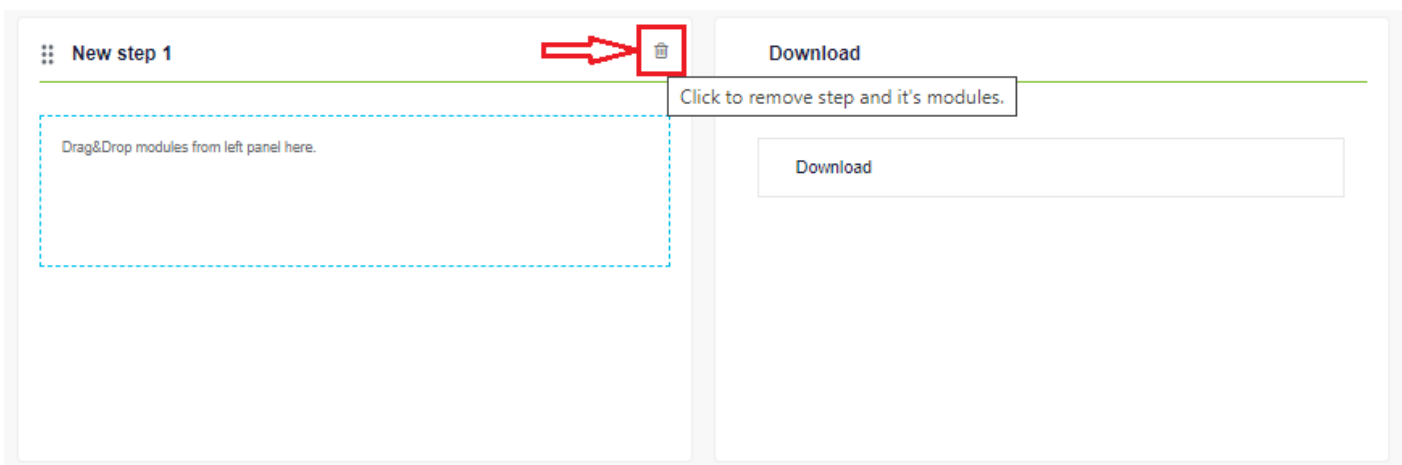 New step 1
Download
Click to remove step and it's modules.
Drag&Drop modules from left panel here.
Download